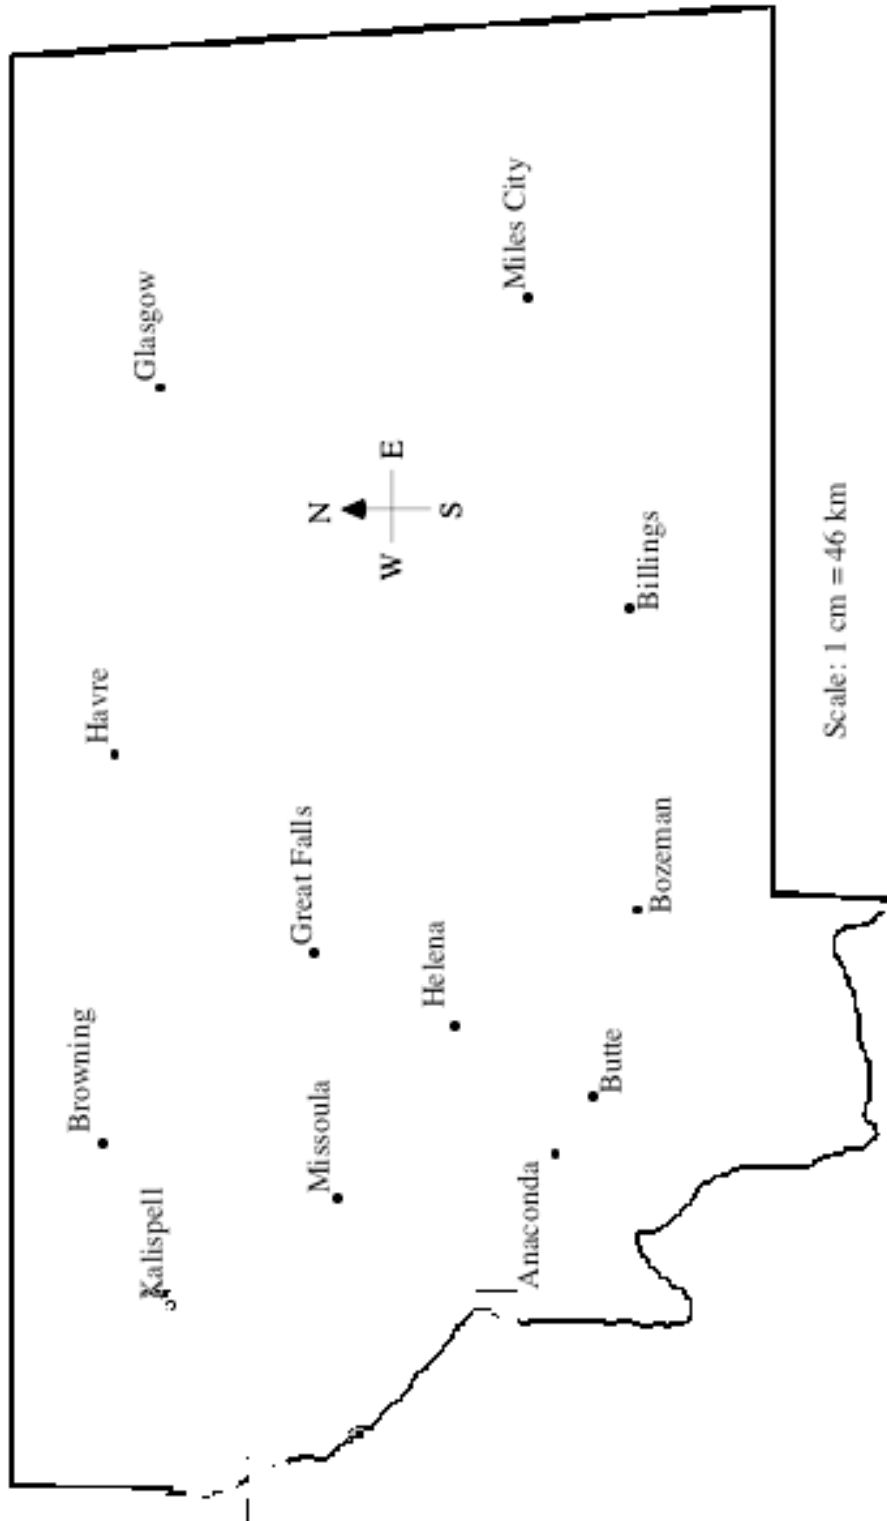 Browning
Havre
Glasgow
Kalispell
Great Falls
Missoula
N
W
E
S
Helena
Miles City
Anaconda
Butte
Bozeman
Billings
Scale: 1 cm = 46 km